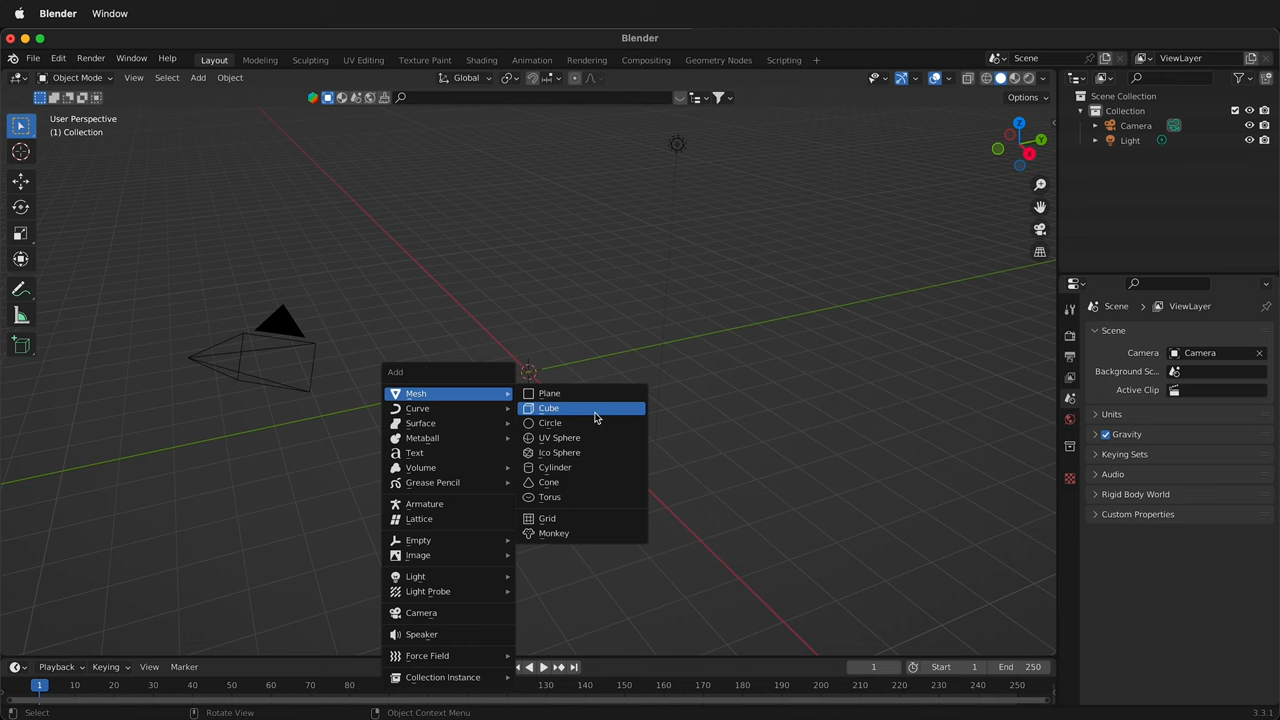 Blender Window
Blender
File Edit Render Window Help Layout Modeling Sculpting UV Editing Texture Paint Shading Animation Rendering Compositing Geometry Nodes Scripting + Scene ViewLayer
Object Mode View Select Add Object Global
Options
User Perspective
(1) Collection
Z
Y
X
Scene Collection
Collection
Camera
Light
Scene ViewLayer
Scene
Camera Camera
Background Sc...
Active Clip
Units
Gravity
Keying Sets
Audio
Rigid Body World
Custom Properties
Add
Mesh
Curve
Surface
Metaball
Text
Volume
Grease Pencil
Armature
Lattice
Empty
Image
Light
Light Probe
Camera
Speaker
Force Field
Collection Instance
Plane
Cube
Circle
UV Sphere
Ico Sphere
Cylinder
Cone
Torus
Grid
Monkey
Playback Keying View Marker 1 Start 1 End 250
1 10 20 30 40 50 60 70 80 90 130 140 150 160 170 180 190 200 210 220 230 240 250
Select Rotate View Object Context Menu 3.3.1